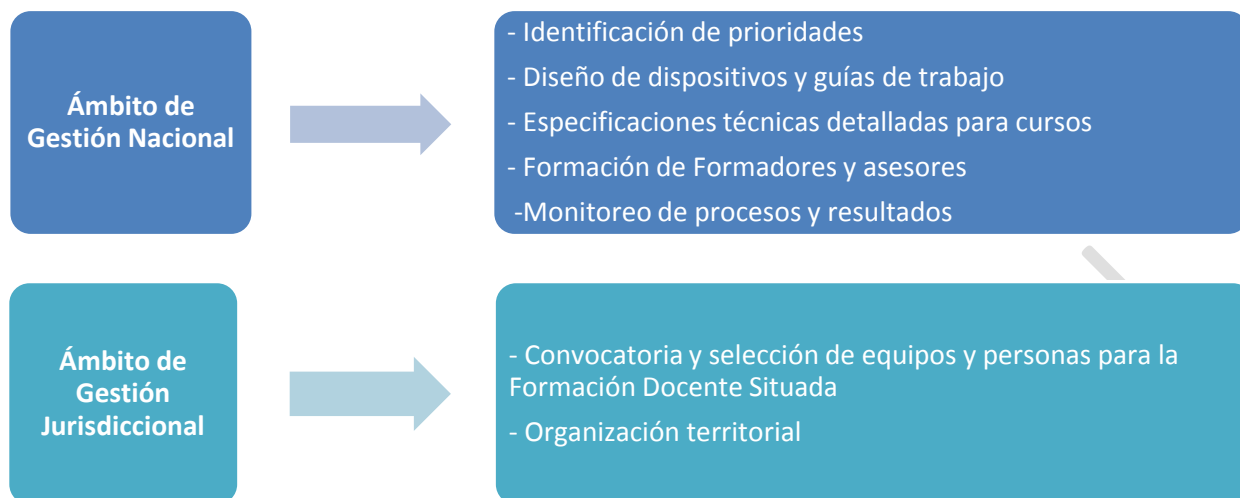 Ámbito de
Gestión Nacional
- Identificación de prioridades
- Diseño de dispositivos y guías de trabajo
- Especificaciones técnicas detalladas para cursos
- Formación de Formadores y asesores
-Monitoreo de procesos y resultados
Ámbito de
Gestión
Jurisdiccional
- Convocatoria y selección de equipos y personas para la
Formación Docente Situada
- Organización territorial